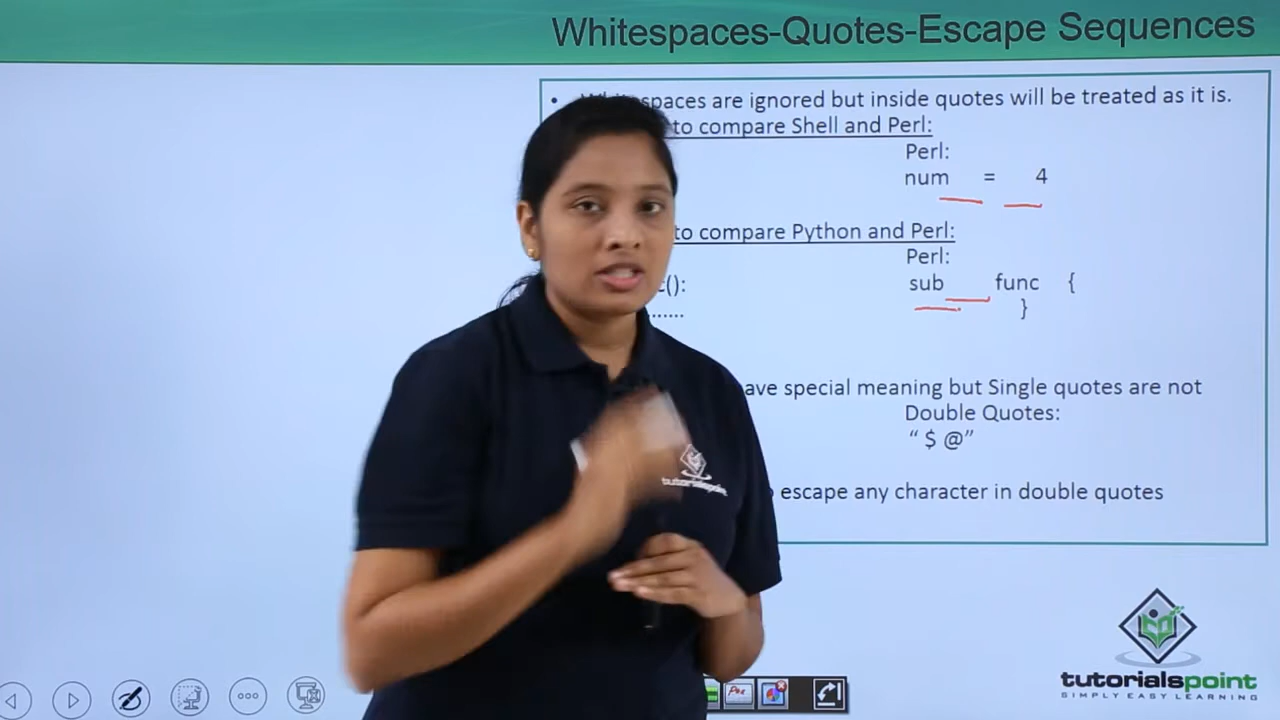 Whitespaces-Quotes-Escape Sequences
• spaces are ignored but inside quotes will be treated as it is.
to compare Shell and Perl:
Perl:
num = 4
to compare Python and Perl:
Perl:
():
sub func {
}
.......
ave special meaning but Single quotes are not
Double Quotes:
“ $ @”
escape any character in double quotes
tutorialspoint
tutorialspoint
SIMPLY EASY LEARNING